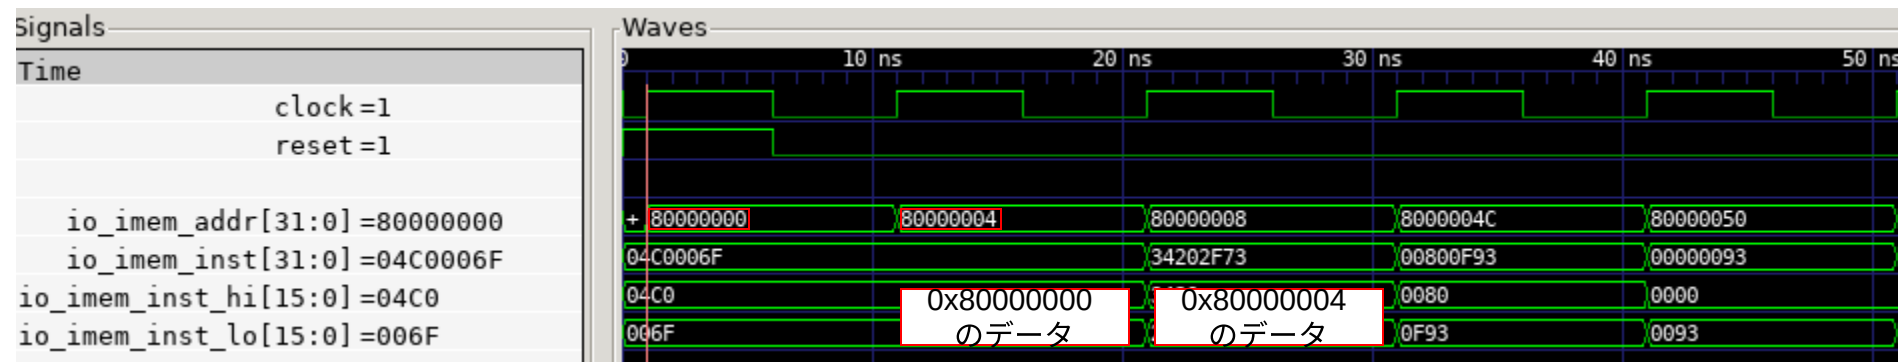 Signals
Waves
Time
0 10 ns 20 ns 30 ns 40 ns 50 ns
clock =1
reset =1
io_imem_addr[31:0] =80000000
+ 80000000 80000004 80000008 8000004C 80000050
io_imem_inst[31:0] =04C0006F
04C0006F 34202F73 00800F93 00000093
io_imem_inst_hi[15:0] =04C0
04C0 0080 0000
io_imem_inst_lo[15:0] =006F
006F 0F93 0093
0x80000000
のデータ
0x80000004
のデータ